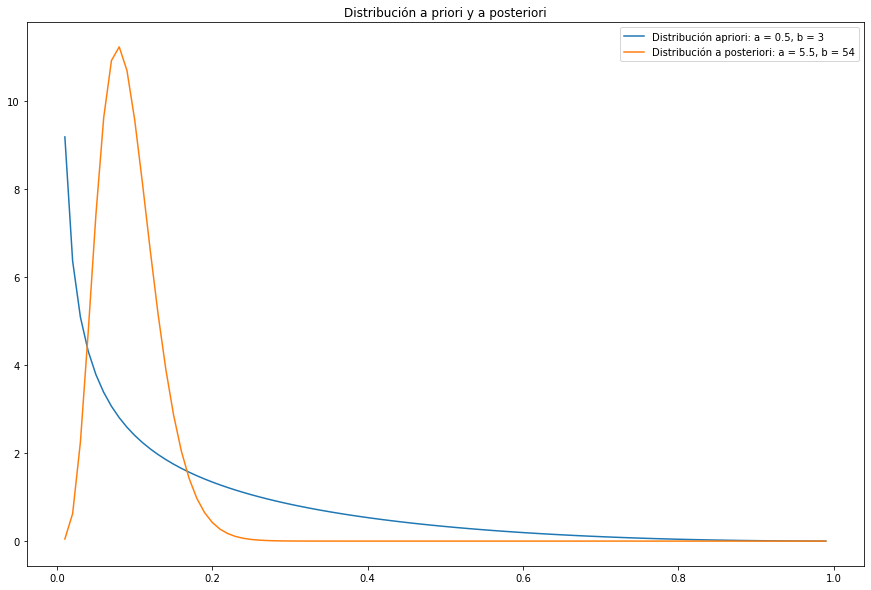 Distribución a priori y a posteriori
Distribución apriori: a = 0.5, b = 3
Distribución a posteriori: a = 5.5, b = 54
10
8
6
4
2
0
0.0 0.2 0.4 0.6 0.8 1.0